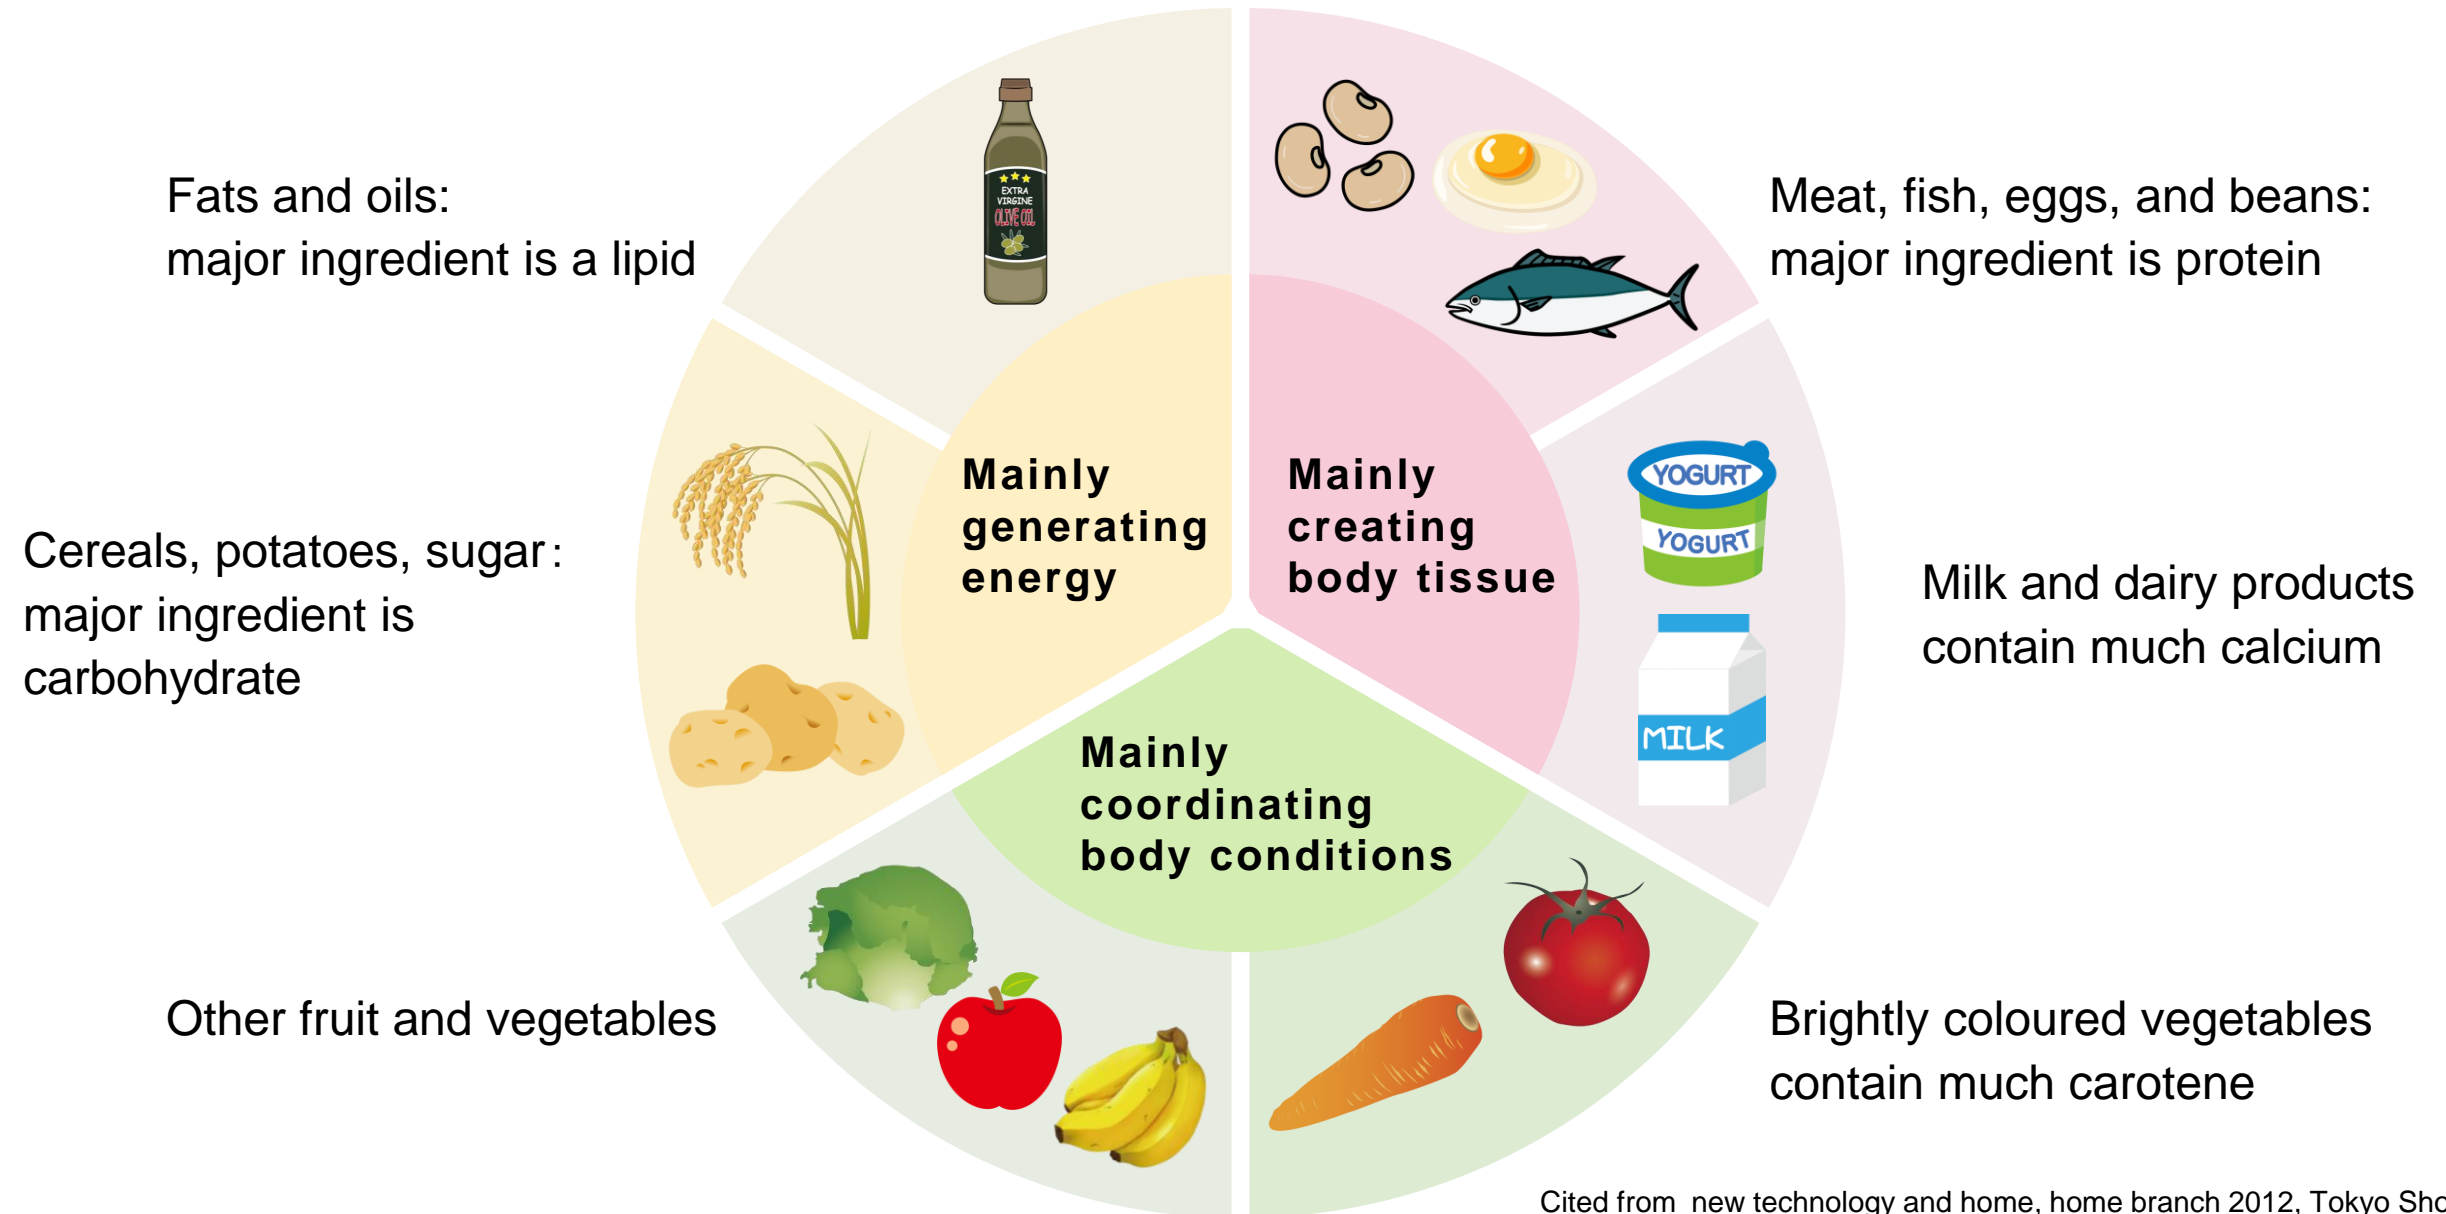 Fats and oils:
major ingredient is a lipid
EXTRA
VIRGINE
OLIVE OIL
Meat, fish, eggs, and beans:
major ingredient is protein
Cereals, potatoes, sugar:
major ingredient is
carbohydrate
Mainly
generating
energy
Mainly
creating
body tissue
YOGURT
YOGURT
MILK
Milk and dairy products
contain much calcium
Mainly
coordinating
body conditions
Other fruit and vegetables
Brightly coloured vegetables
contain much carotene
Cited from new technology and home, home branch 2012, Tokyo Sho